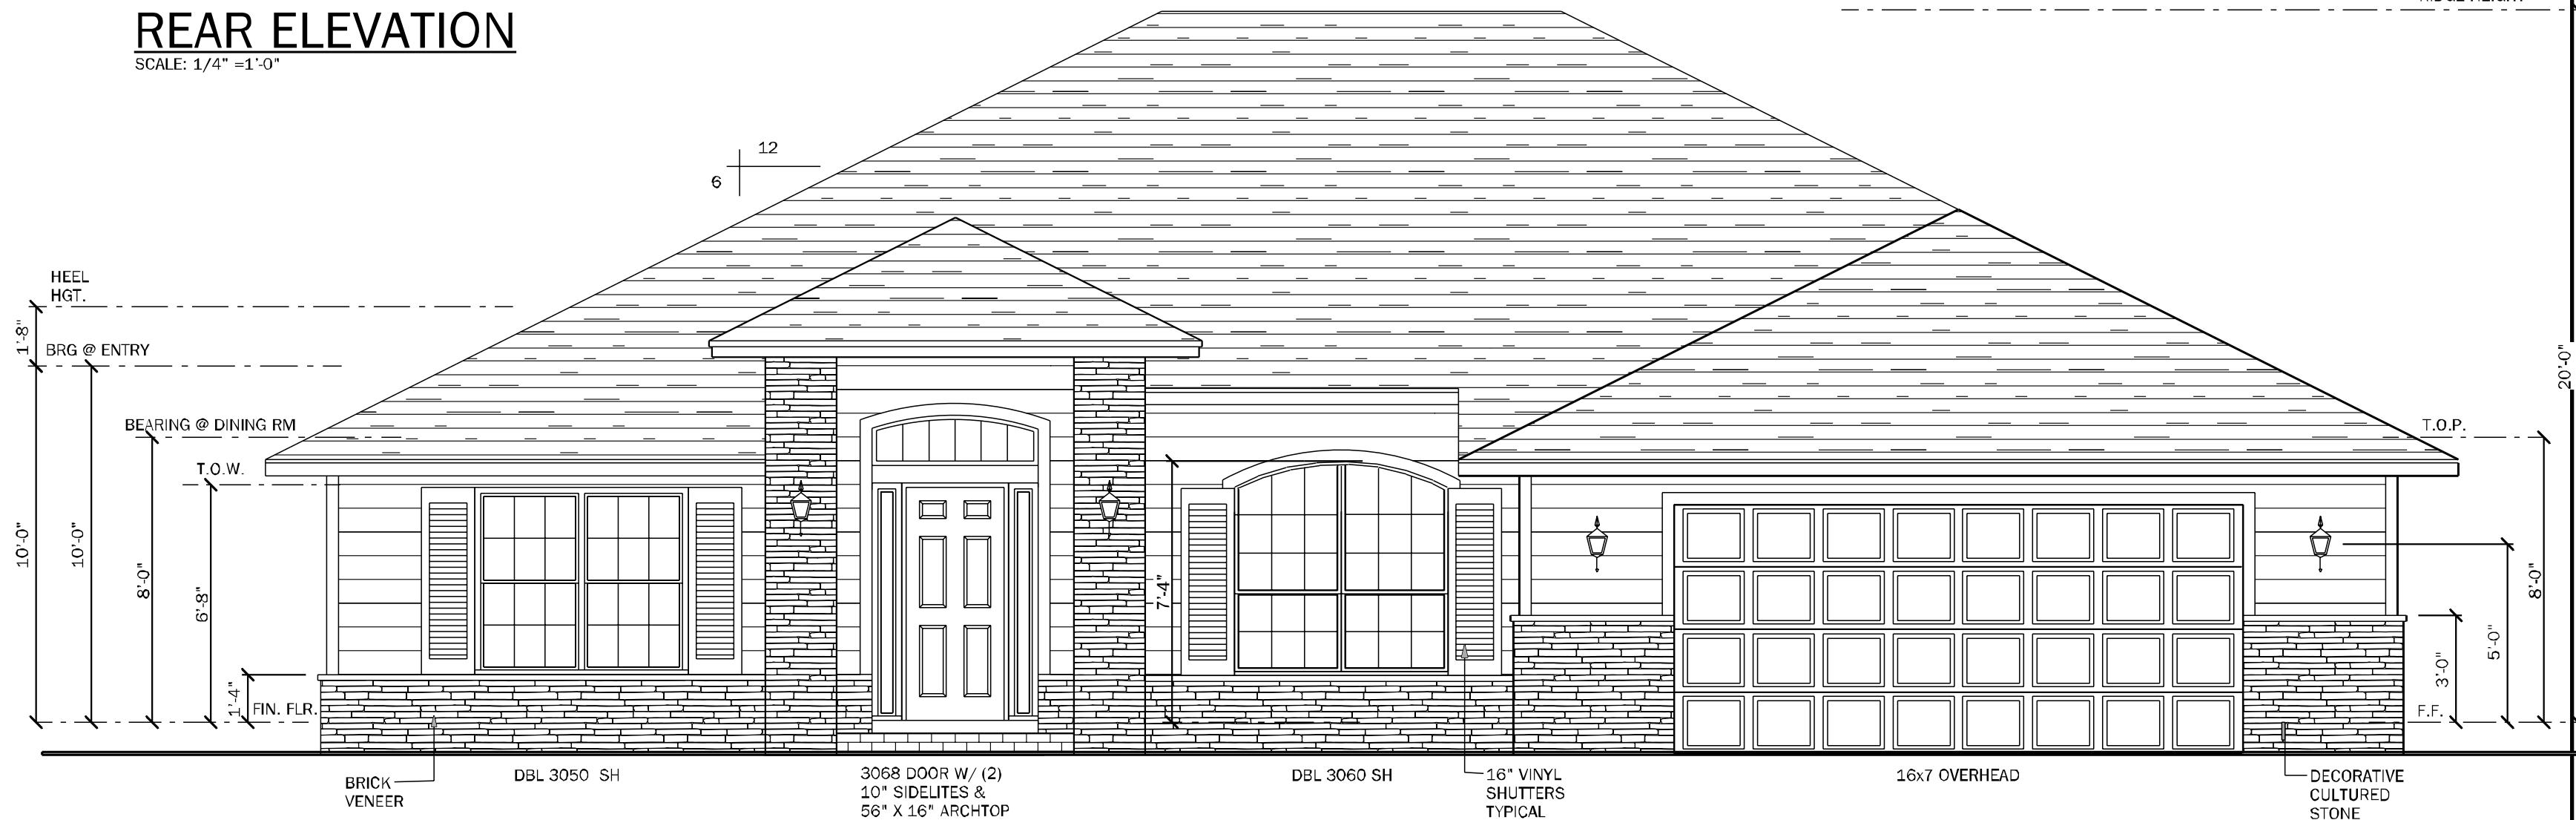 REAR ELEVATION
SCALE: 1/4" =1'-0"
12
6
HEEL
HGT.
1'-8"
BRG @ ENTRY
BEARING @ DINING RM
T.O.W.
10'-0"
10'-0"
8'-0"
6'-8"
1'-4"
FIN. FLR.
7'-4"
20'-0"
T.O.P.
8'-0"
5'-0"
3'-0"
F.F.
BRICK
VENEER
DBL 3050 SH
3068 DOOR W/ (2)
10" SIDELITES &
56" X 16" ARCHTOP
DBL 3060 SH
16" VINYL
SHUTTERS
TYPICAL
16x7 OVERHEAD
DECORATIVE
CULTURED
STONE